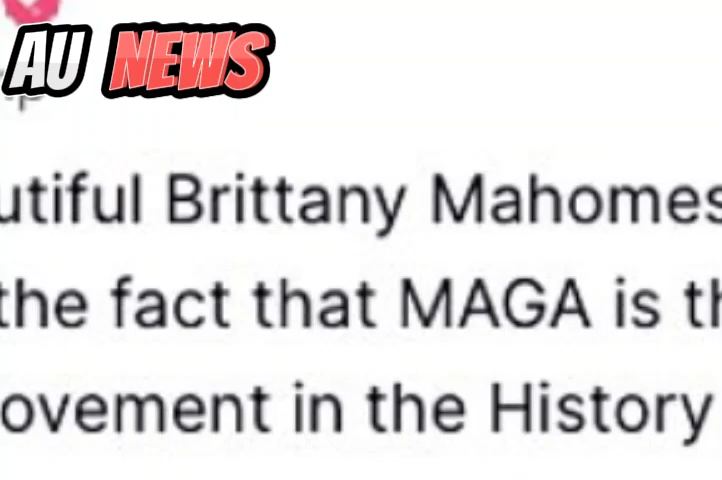 AU NEWS
utiful Brittany Mahomes
the fact that MAGA is th
ovement in the History